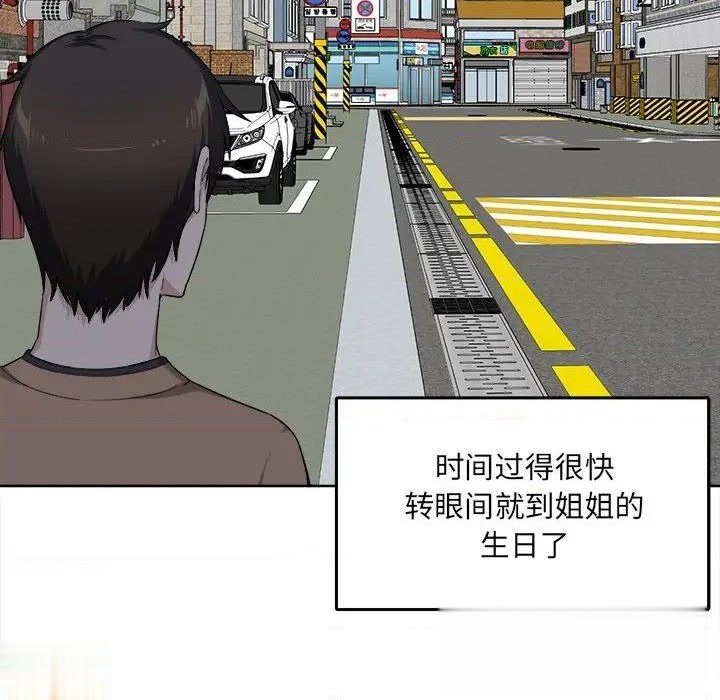 时间过得很快
转眼间就到姐姐的
生日了